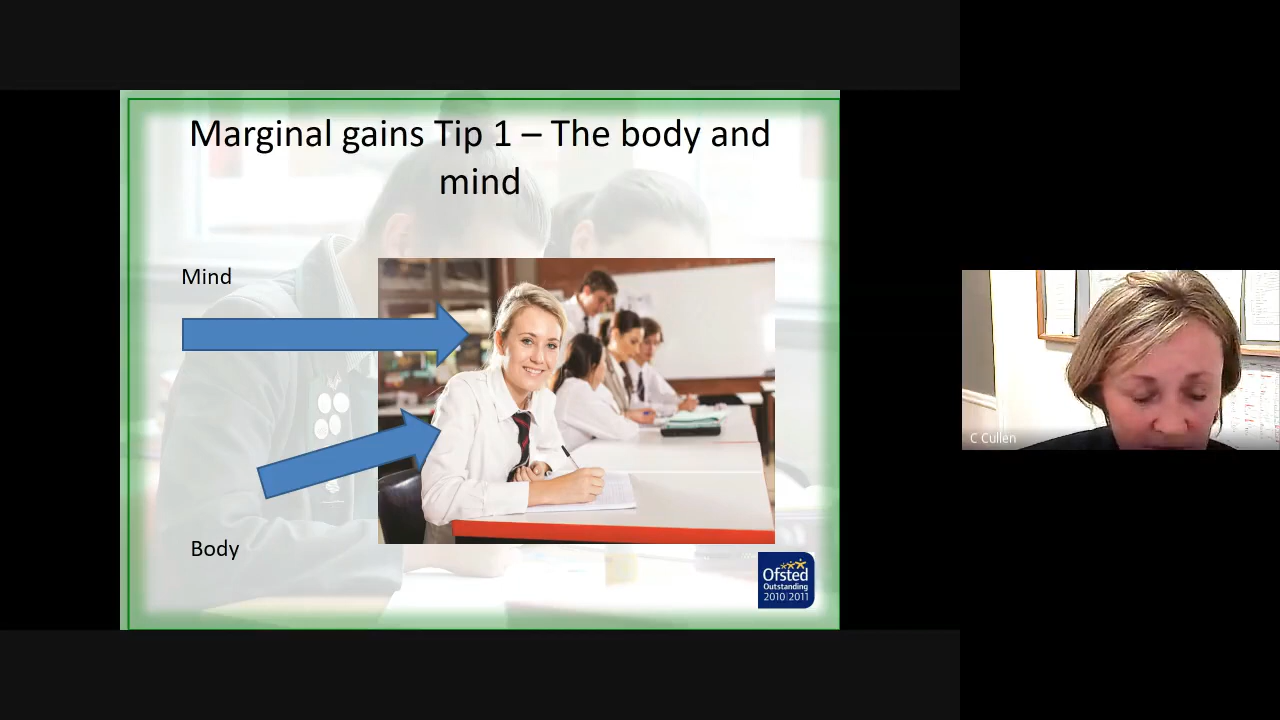 Marginal gains Tip 1 – The body and
mind
Mind
Body
Ofsted
Outstanding
2010 2011
C Cullen